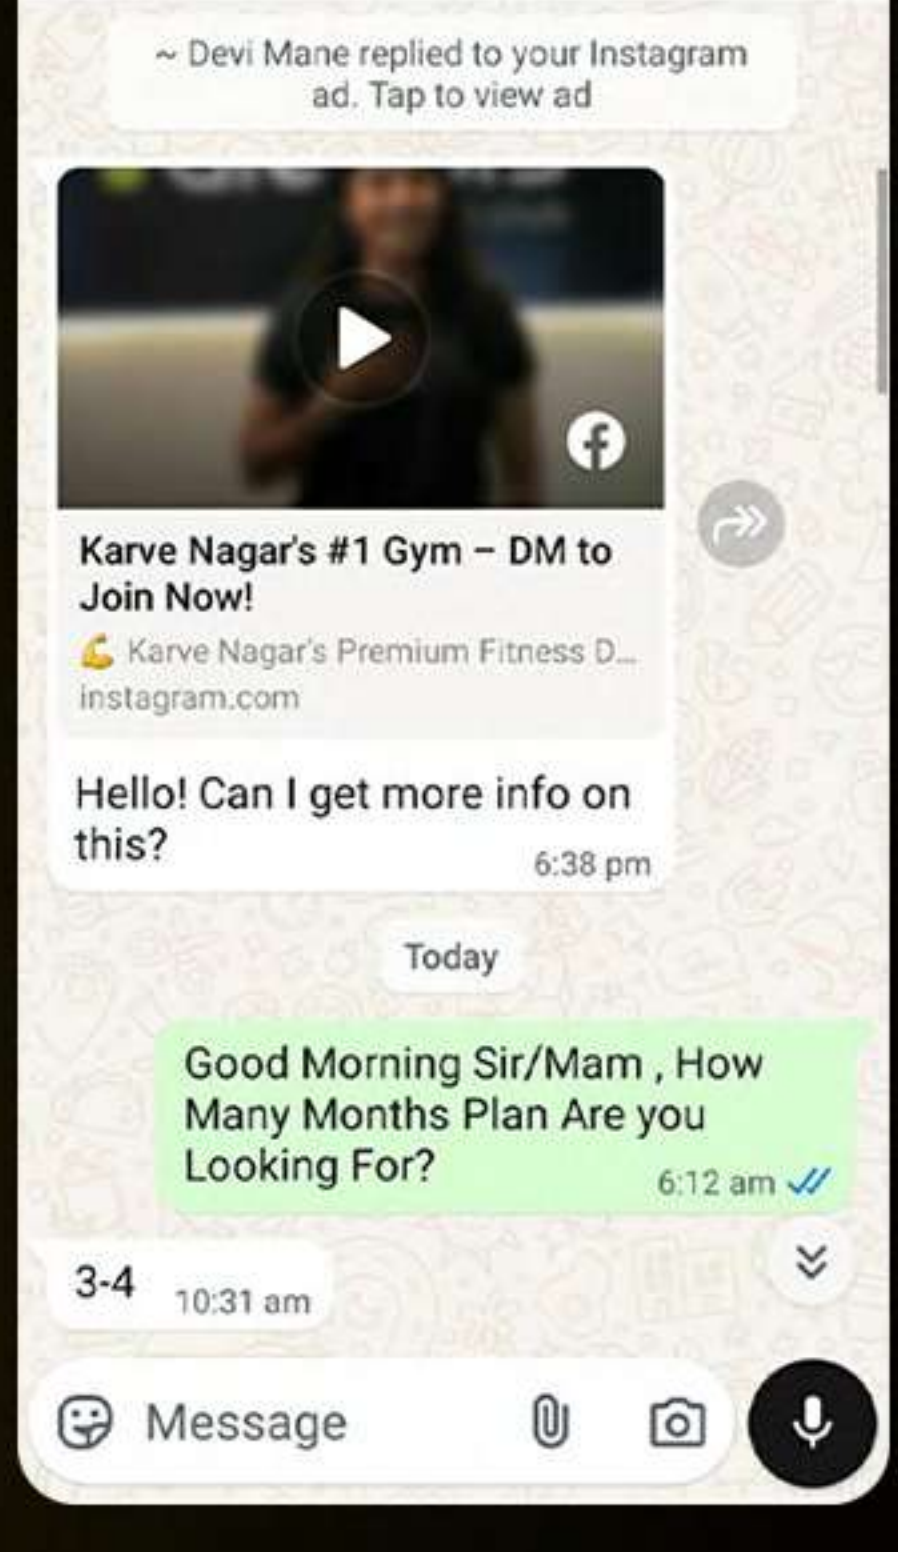 ~ Devi Mane replied to your Instagram
ad. Tap to view ad
Karve Nagar's #1 Gym – DM to
Join Now!
💪 Karve Nagar's Premium Fitness D...
instagram.com
Hello! Can I get more info on
this?
6:38 pm
Today
Good Morning Sir/Mam , How
Many Months Plan Are you
Looking For?
6:12 am
3-4 10:31 am
Message